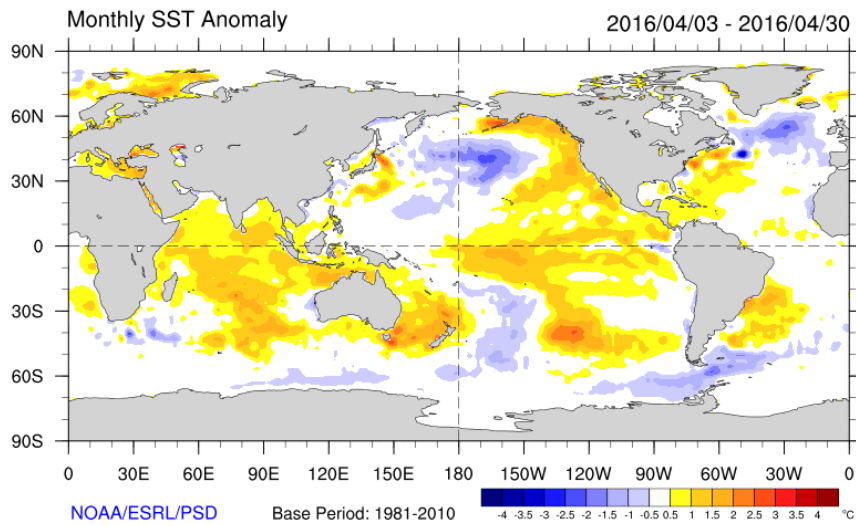 Monthly SST Anomaly 2016/04/03 - 2016/04/30
90N
60N
30N
0
30S
60S
90S
0 30E 60E 90E 120E 150E 180 150W 120W 90W 60W 30W 0
NOAA/ESRL/PSD Base Period: 1981-2010
-4 -3.5 -3 -2.5 -2 -1.5 -1 -0.5 0.5 1 1.5 2 2.5 3 3.5 4 °C